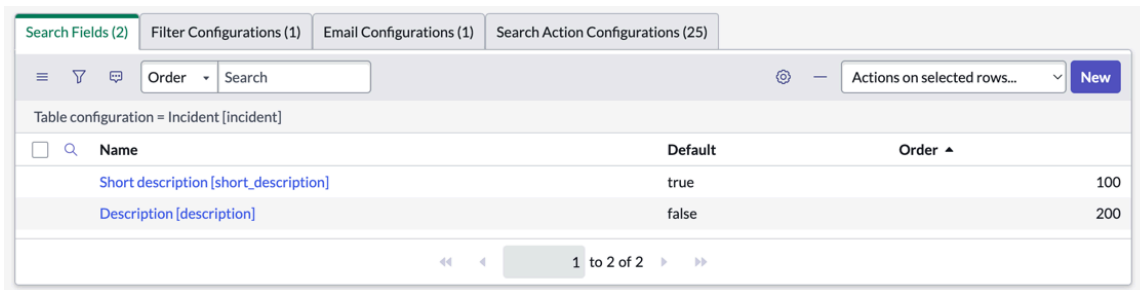 Search Fields (2) Filter Configurations (1) Email Configurations (1) Search Action Configurations (25)
Order Search Actions on selected rows... New
Table configuration = Incident [incident]
Name Default Order
Short description [short_description] true 100
Description [description] false 200
1 to 2 of 2